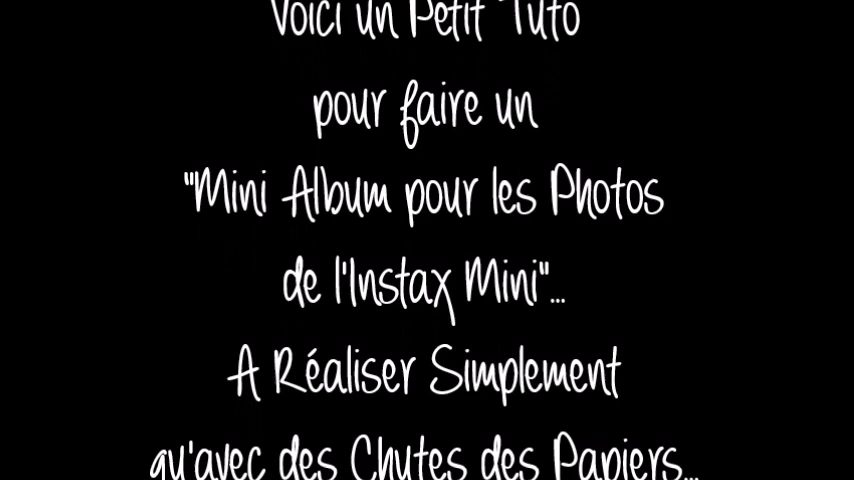 Voici un Petit Tuto
pour faire un
"Mini Album pour les Photos
de l'Instax Mini"...
A Réaliser Simplement
qu'avec des Chutes des Papiers...